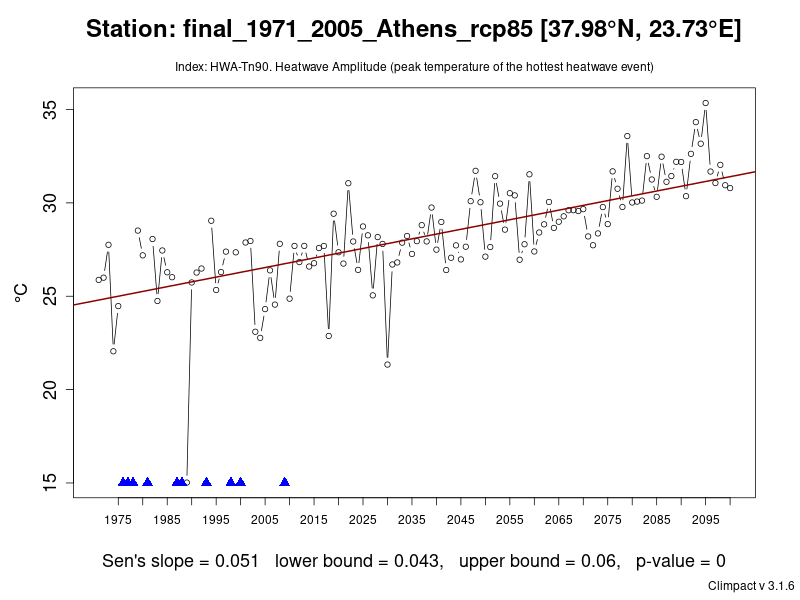 Station: final_1971_2005_Athens_rcp85 [37.98°N, 23.73°E]
Index: HWA-Tn90. Heatwave Amplitude (peak temperature of the hottest heatwave event)
35
30
25
20
15
°C
1975 1985 1995 2005 2015 2025 2035 2045 2055 2065 2075 2085 2095
Sen's slope = 0.051 lower bound = 0.043, upper bound = 0.06, p-value = 0
Climpact v 3.1.6